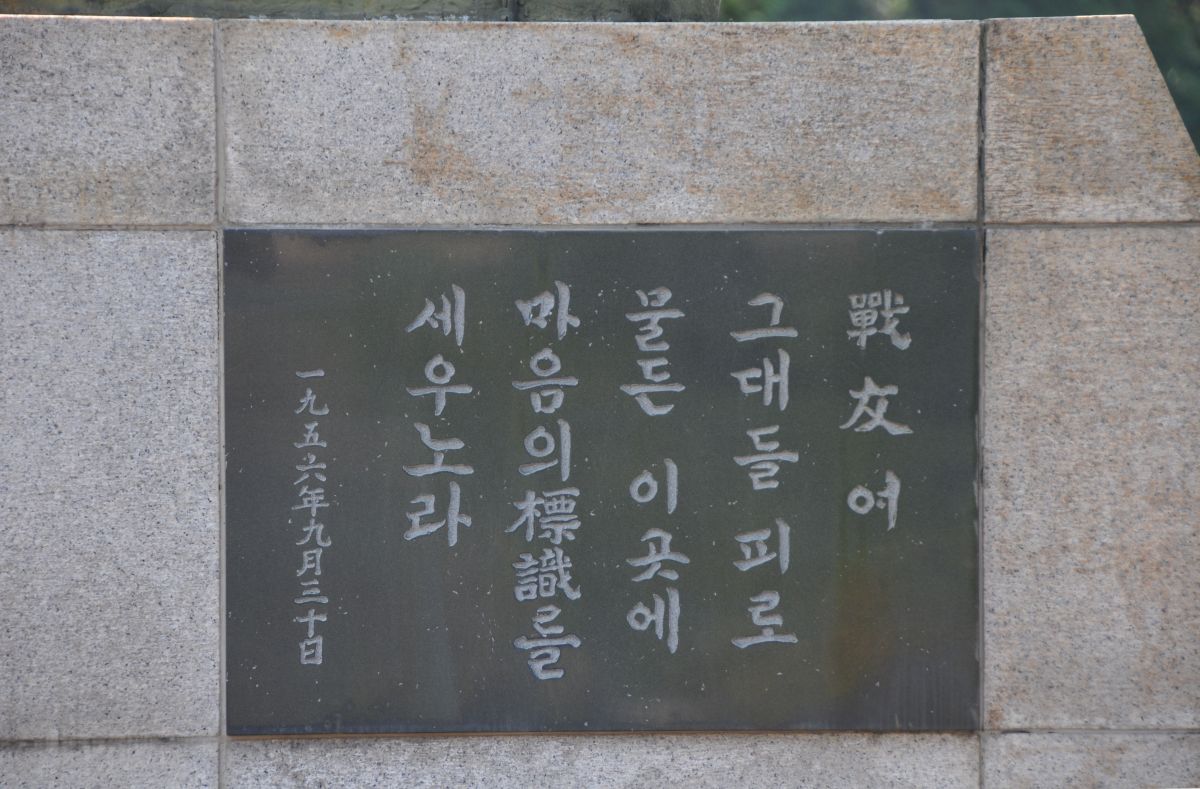 戰友여
그대들 피로
물든 이곳에
마음의 標識를
세우노라
一九五六年九月三十日